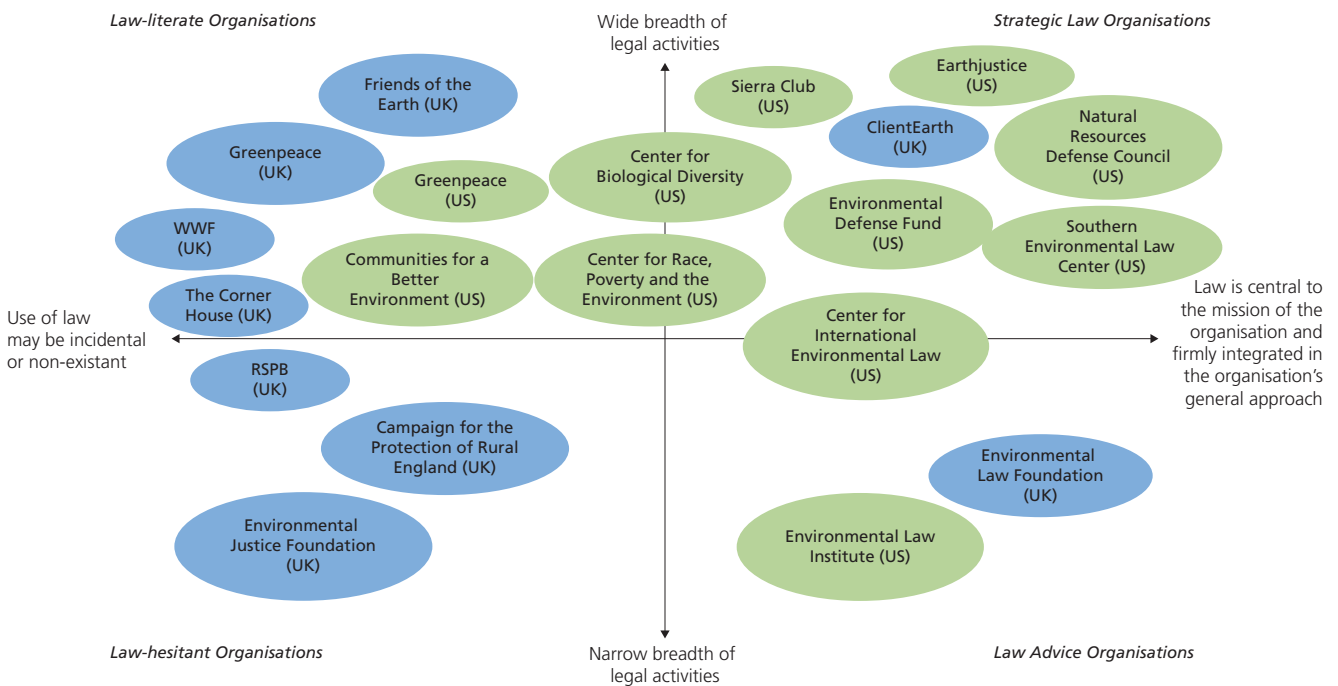 Law-literate Organisations
Wide breadth of
legal activities
Strategic Law Organisations
Friends of the
Earth (UK)
Sierra Club
(US)
Earthjustice
(US)
ClientEarth
(UK)
Natural
Resources
Defense Council
(US)
Greenpeace
(UK)
Greenpeace
(US)
Center for
Biological Diversity
(US)
Environmental
Defense Fund
(US)
WWF
(UK)
Southern
Environmental Law
Center (US)
Communities for a
Better
Environment (US)
Center for Race,
Poverty and the
Environment (US)
The Corner
House (UK)
Center for
International
Environmental Law
(US)
Use of law
may be incidental
or non-existant
Law is central to
the mission of the
organisation and
firmly integrated in
the organisation's
general approach
RSPB
(UK)
Campaign for the
Protection of Rural
England (UK)
Environmental
Law Foundation
(UK)
Environmental
Justice Foundation
(UK)
Environmental Law
Institute (US)
Law-hesitant Organisations
Narrow breadth of
legal activities
Law Advice Organisations